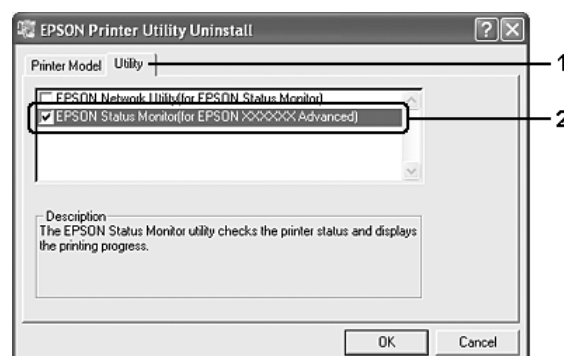 EPSON Printer Utility Uninstall
Printer Model Utility 1
EPSON Network Utility(for EPSON Status Monitor)
EPSON Status Monitor(for EPSON XXXXXX Advanced) 2
Description
The EPSON Status Monitor utility checks the printer status and displays
the printing progress.
OK Cancel